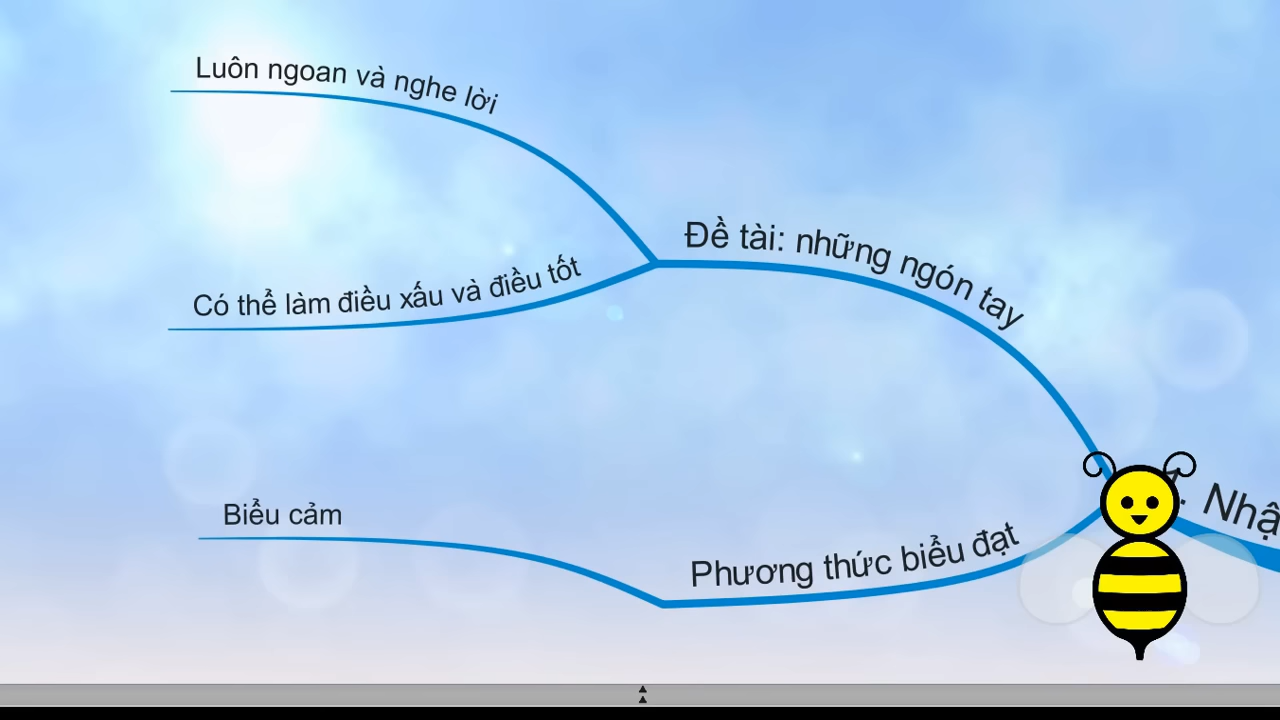 Luôn ngoan và nghe lời
Đề tài: những ngón tay
Có thể làm điều xấu và điều tốt
Biểu cảm
Phương thức biểu đạt